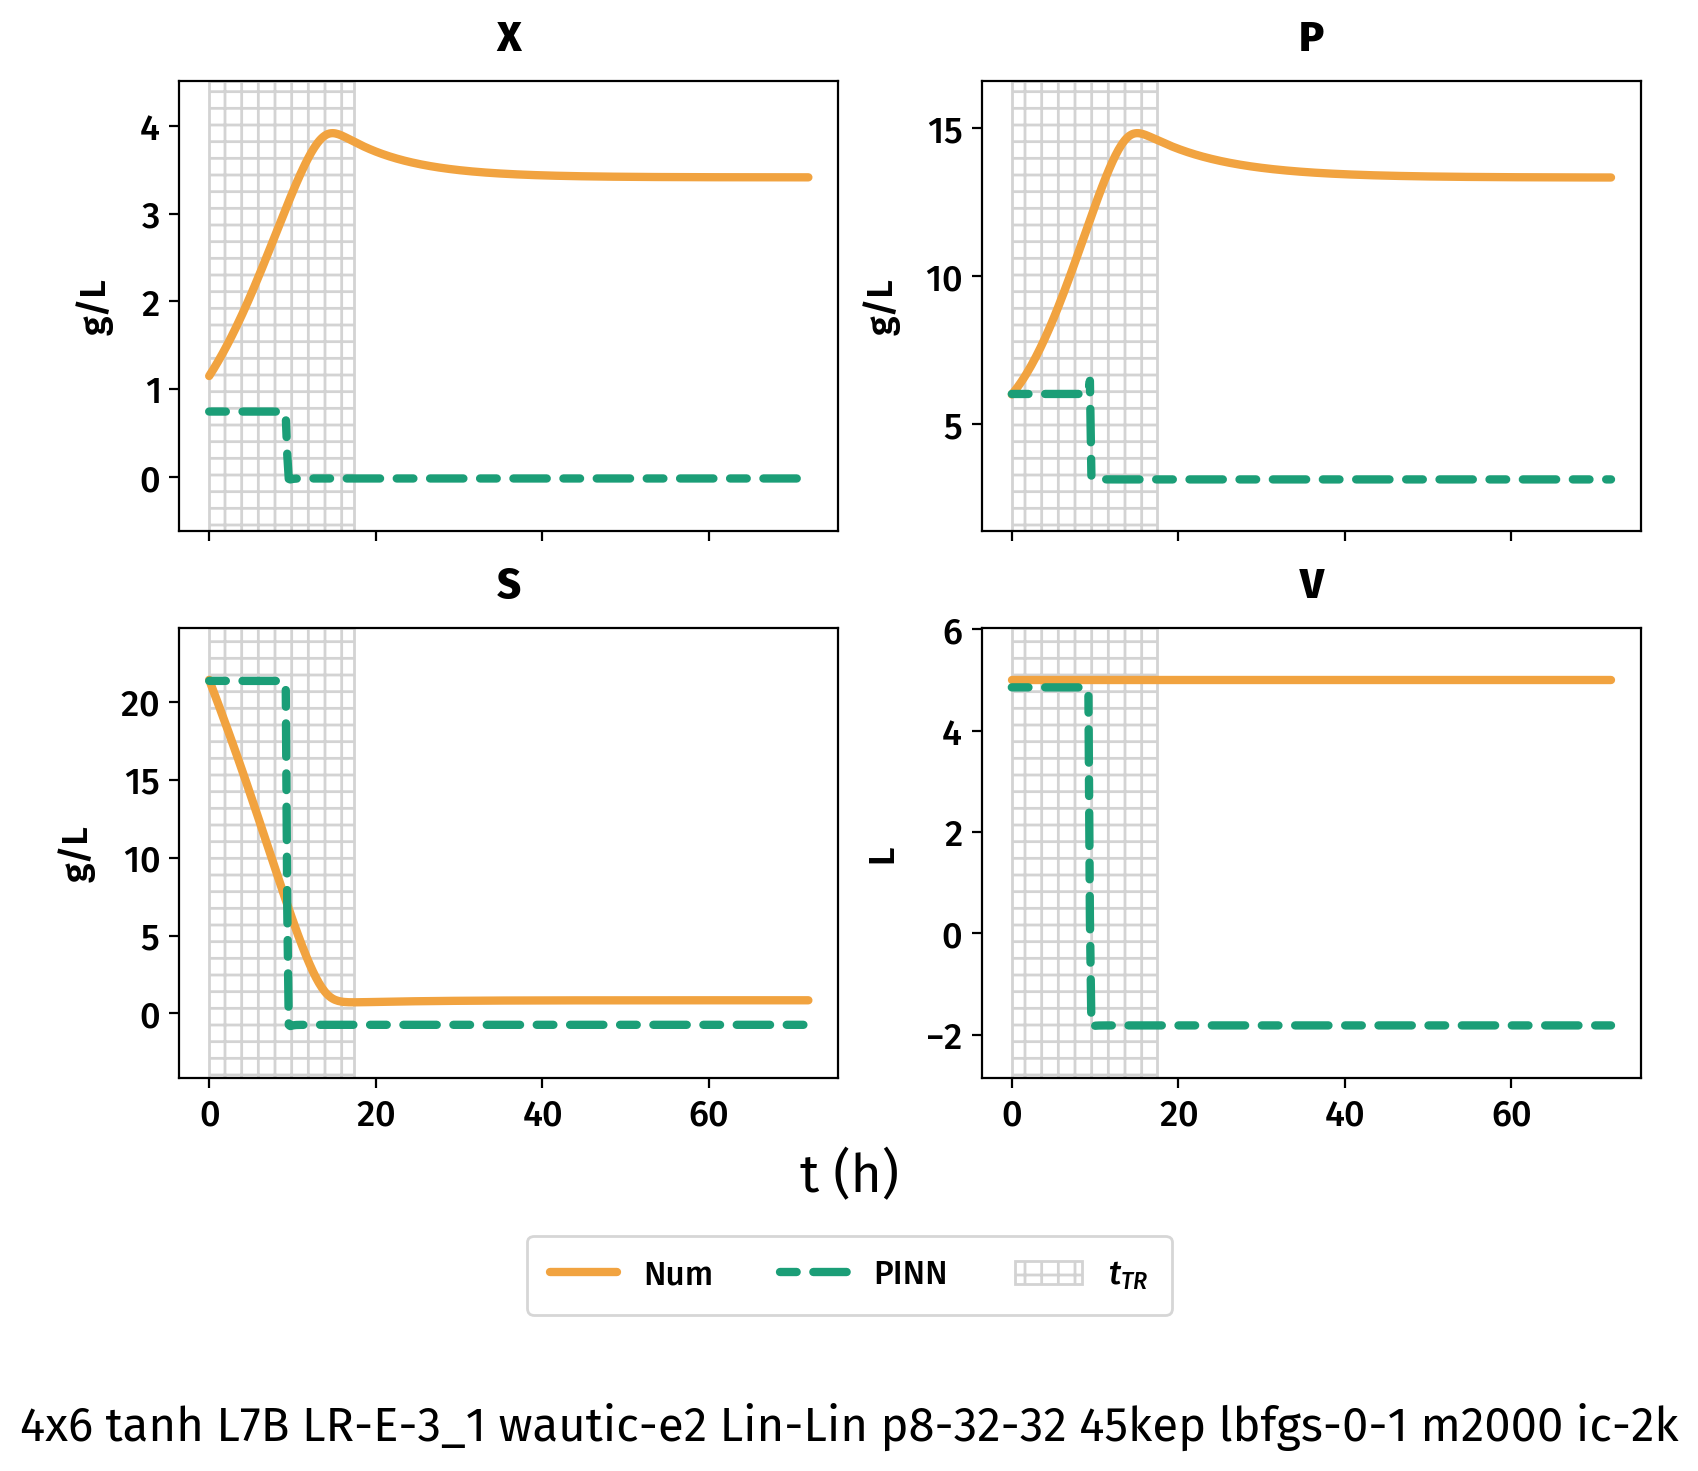 X
P
4
3
2
1
0
g/L
15
10
5
g/L
S
V
20
15
10
5
0
g/L
6
4
2
0
−2
L
0 20 40 60
0 20 40 60
t (h)
Num PINN tTR
4x6 tanh L7B LR-E-3_1 wautic-e2 Lin-Lin p8-32-32 45kep lbfgs-0-1 m2000 ic-2k